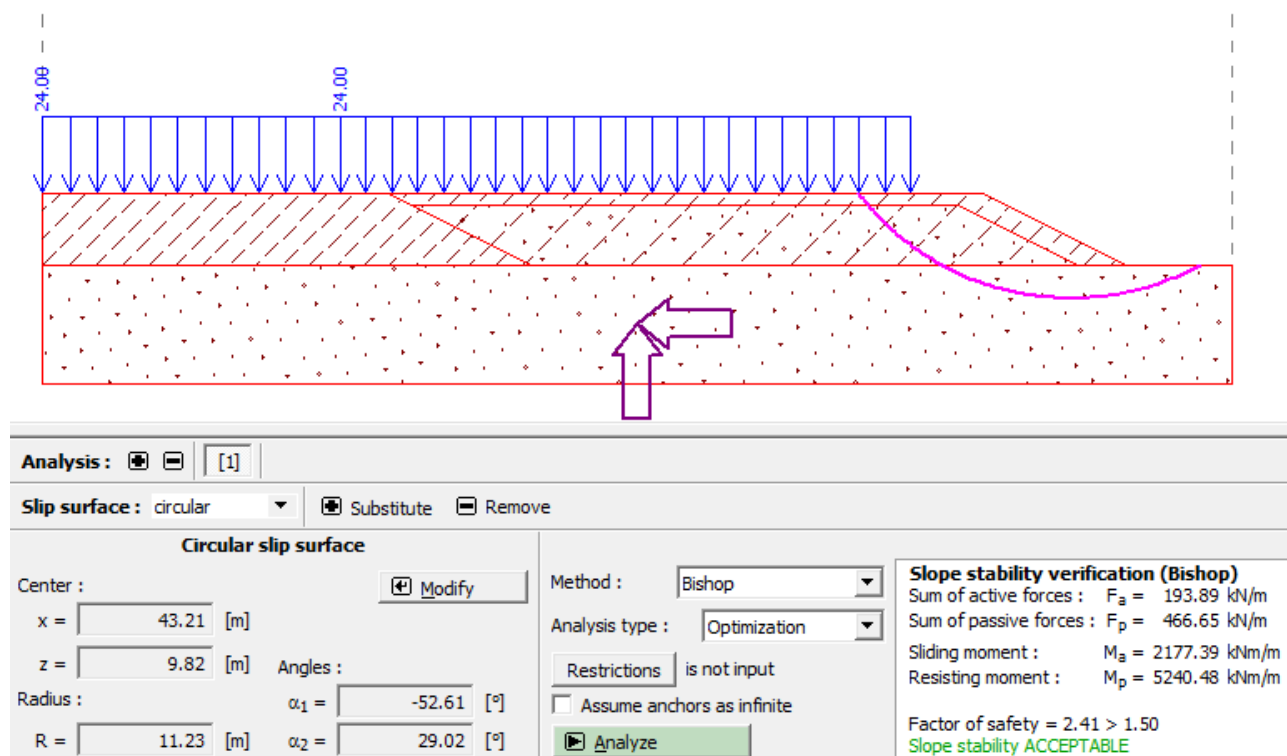 24.00
24.00
Analysis : [1]
Slip surface : circular Substitute Remove
Circular slip surface
Center :
Modify
x = 43.21 [m]
z = 9.82 [m]
Angles :
Radius :
α1 = -52.61 [°]
R = 11.23 [m]
α2 = 29.02 [°]
Method : Bishop
Analysis type : Optimization
Restrictions is not input
Assume anchors as infinite
Analyze
Slope stability verification (Bishop)
Sum of active forces : Fa = 193.89 kN/m
Sum of passive forces : Fp = 466.65 kN/m
Sliding moment : Ma = 2177.39 kNm/m
Resisting moment : Mp = 5240.48 kNm/m
Factor of safety = 2.41 > 1.50
Slope stability ACCEPTABLE